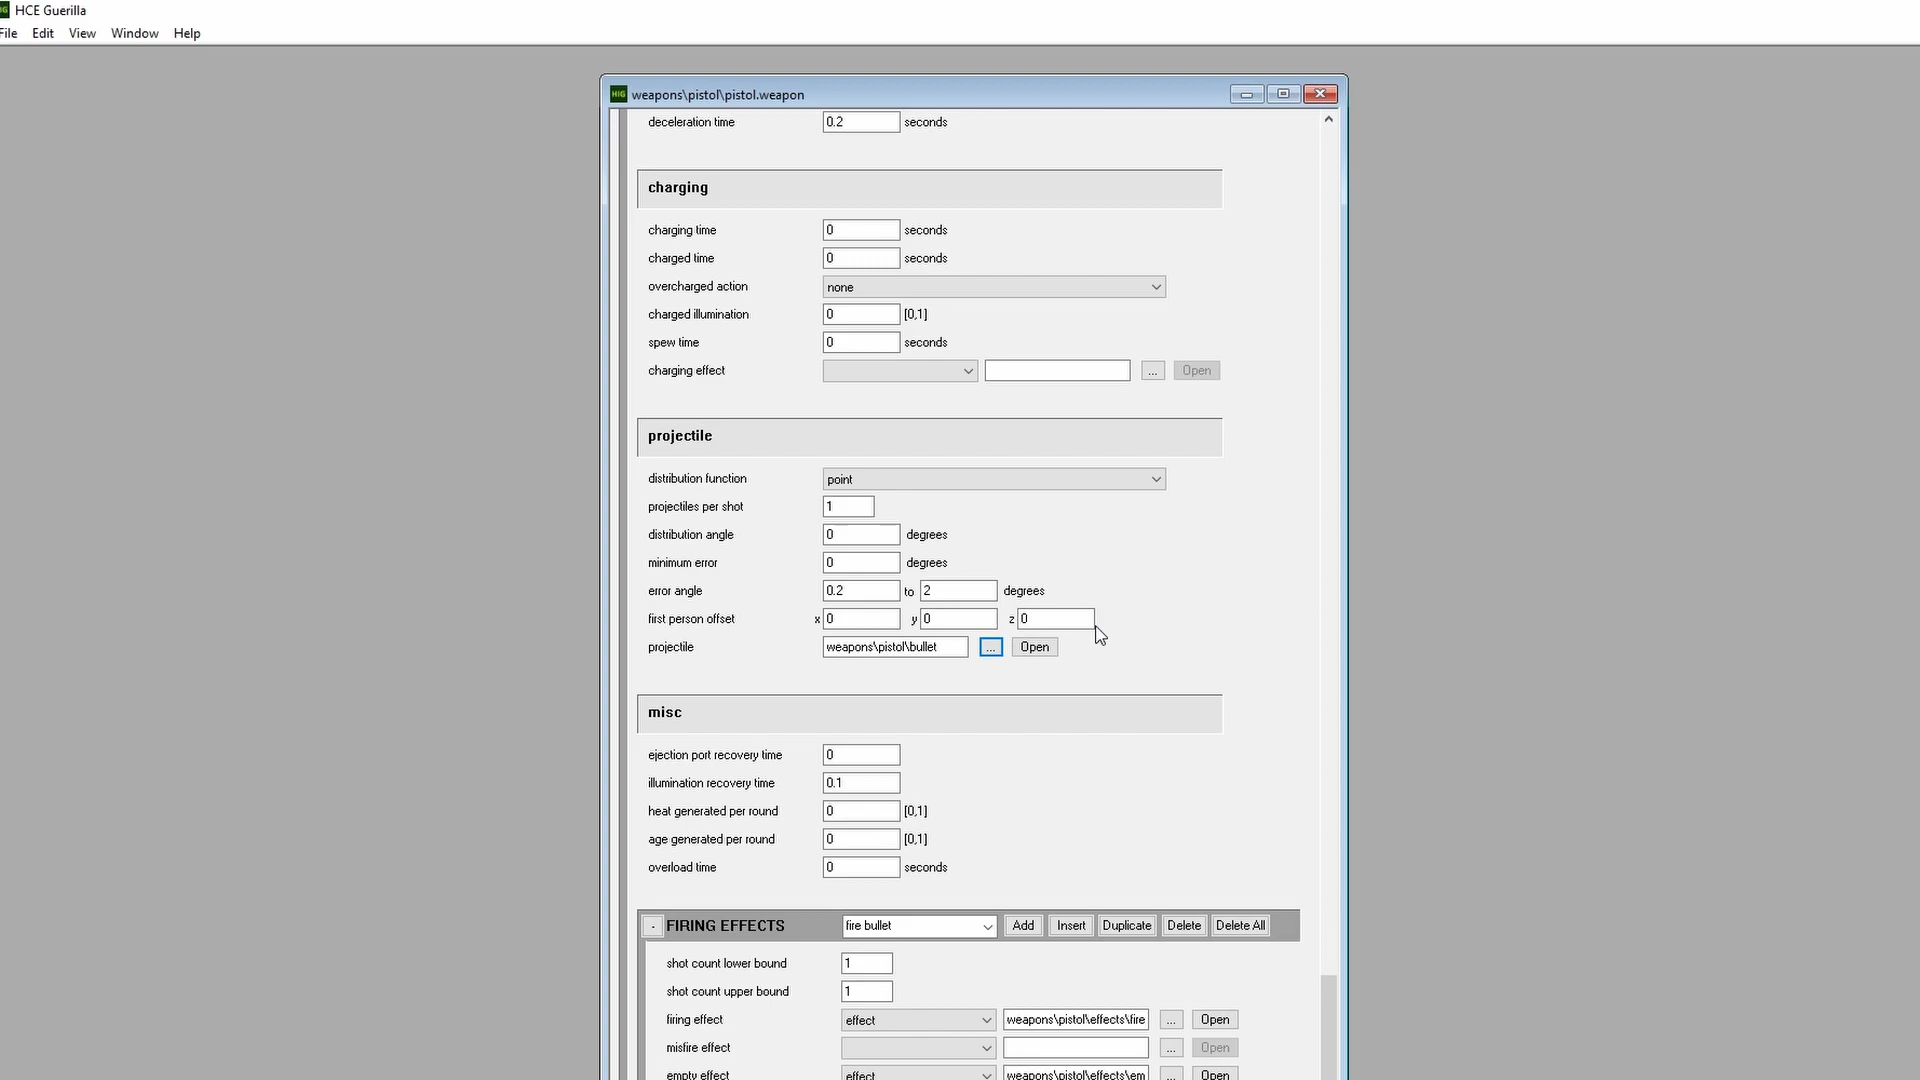 HCE Guerilla
File Edit View Window Help
HIG weapons\pistol\pistol.weapon
deceleration time 0.2 seconds
charging
charging time 0 seconds
charged time 0 seconds
overcharged action none
charged illumination 0 [0,1]
spew time 0 seconds
charging effect ... Open
projectile
distribution function point
projectiles per shot 1
distribution angle 0 degrees
minimum error 0 degrees
error angle 0.2 to 2 degrees
first person offset x 0 y 0 z 0
projectile weapons\pistol\bullet ... Open
misc
ejection port recovery time 0
illumination recovery time 0.1
heat generated per round 0 [0,1]
age generated per round 0 [0,1]
overload time 0 seconds
- FIRING EFFECTS fire bullet Add Insert Duplicate Delete Delete All
shot count lower bound 1
shot count upper bound 1
firing effect effect weapons\pistol\effects\fire ... Open
misfire effect ... Open
empty effect effect weapons\pistol\effects\em ... Open